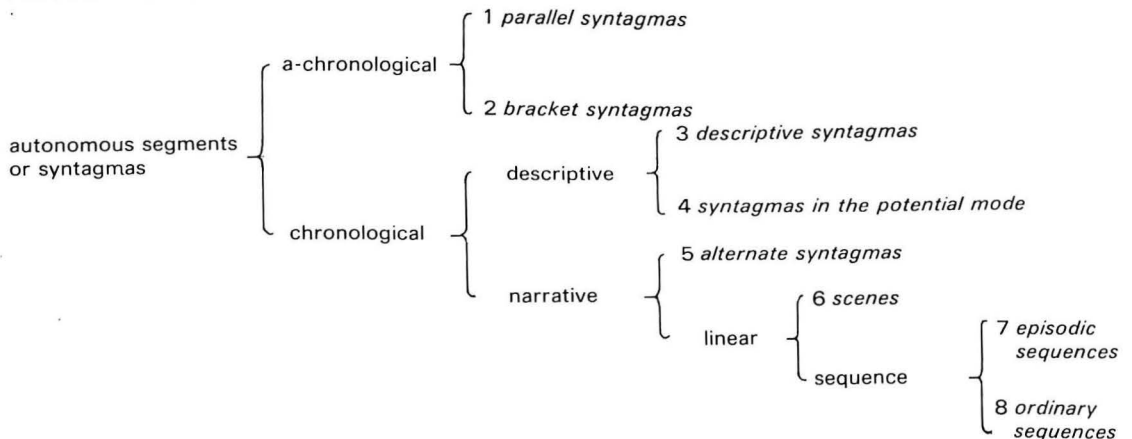 1 parallel syntagmas
a-chronological
2 bracket syntagmas
autonomous segments
or syntagmas
3 descriptive syntagmas
descriptive
4 syntagmas in the potential mode
chronological
5 alternate syntagmas
narrative
6 scenes
linear
7 episodic
sequences
sequence
8 ordinary
sequences